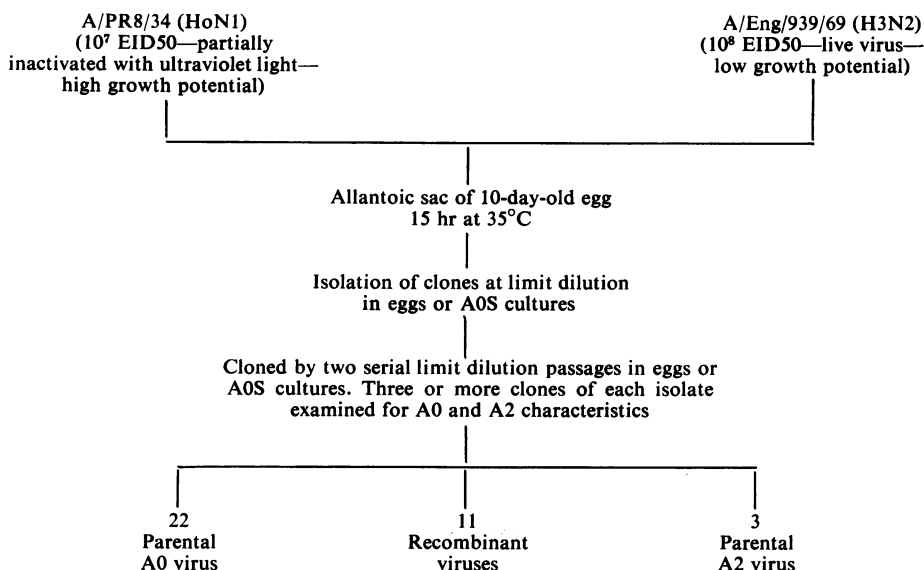 A/PR8/34 (HoN1)
(10⁷ EID50—partially
inactivated with ultraviolet light—
high growth potential)
A/Eng/939/69 (H3N2)
(10⁸ EID50—live virus—
low growth potential)
Allantoic sac of 10-day-old egg
15 hr at 35°C
Isolation of clones at limit dilution
in eggs or A0S cultures
Cloned by two serial limit dilution passages in eggs or
A0S cultures. Three or more clones of each isolate
examined for A0 and A2 characteristics
22
Parental
A0 virus
11
Recombinant
viruses
3
Parental
A2 virus